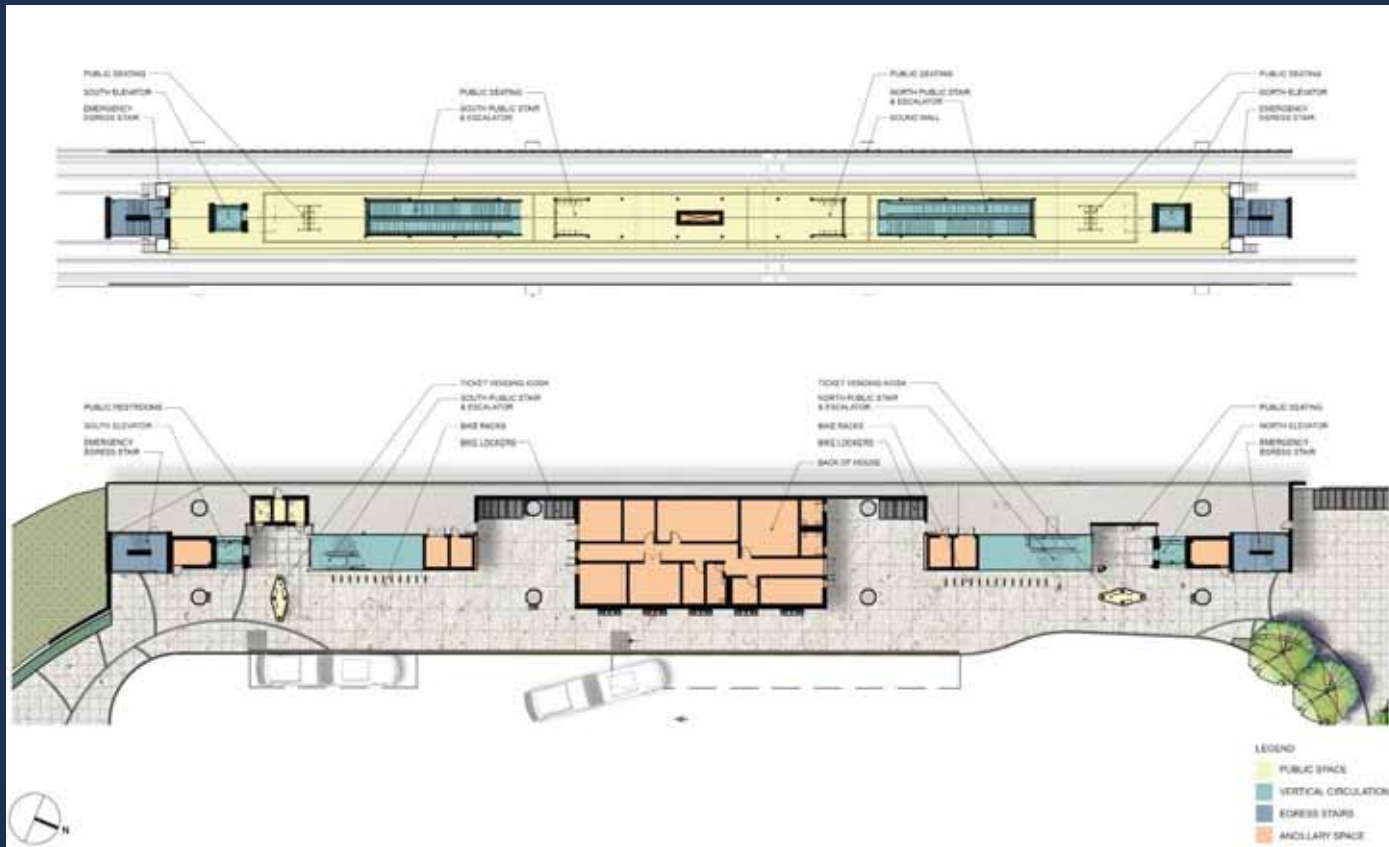 PUBLIC SEATING
SOUTH ELEVATOR
EMERGENCY
EGRESS STAIR
PUBLIC SEATING
SOUTH PUBLIC STAIR
& ESCALATOR
PUBLIC SEATING
NORTH PUBLIC STAIR
& ESCALATOR
SOUND WALL
PUBLIC SEATING
NORTH ELEVATOR
EMERGENCY
EGRESS STAIR
PUBLIC RESTROOMS
SOUTH ELEVATOR
EMERGENCY
EGRESS STAIR
TICKET VENDING KIOSK
SOUTH PUBLIC STAIR
& ESCALATOR
BIKE RACKS
BIKE LOCKERS
TICKET VENDING KIOSK
NORTH PUBLIC STAIR
& ESCALATOR
BIKE RACKS
BIKE LOCKERS
BACK OF HOUSE
PUBLIC SEATING
NORTH ELEVATOR
EMERGENCY
EGRESS STAIR
LEGEND
PUBLIC SPACE
VERTICAL CIRCULATION
EGRESS STAIRS
ANCILLARY SPACE
N